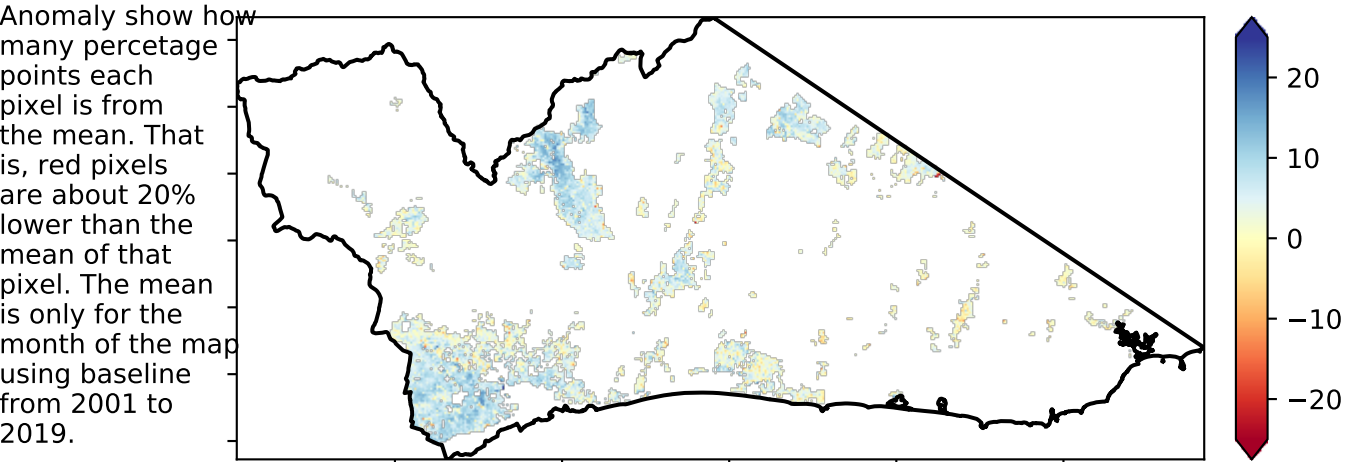 Anomaly show how
many percetage
points each
pixel is from
the mean. That
is, red pixels
are about 20%
lower than the
mean of that
pixel. The mean
is only for the
month of the map
using baseline
from 2001 to
2019.
20
10
0
−10
−20